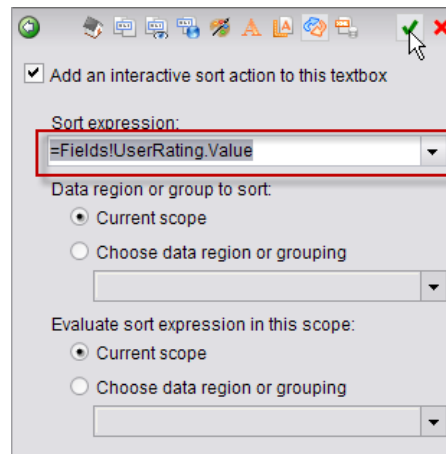 Add an interactive sort action to this textbox
Sort expression:
=Fields!UserRating.Value
Data region or group to sort:
Current scope
Choose data region or grouping
Evaluate sort expression in this scope:
Current scope
Choose data region or grouping